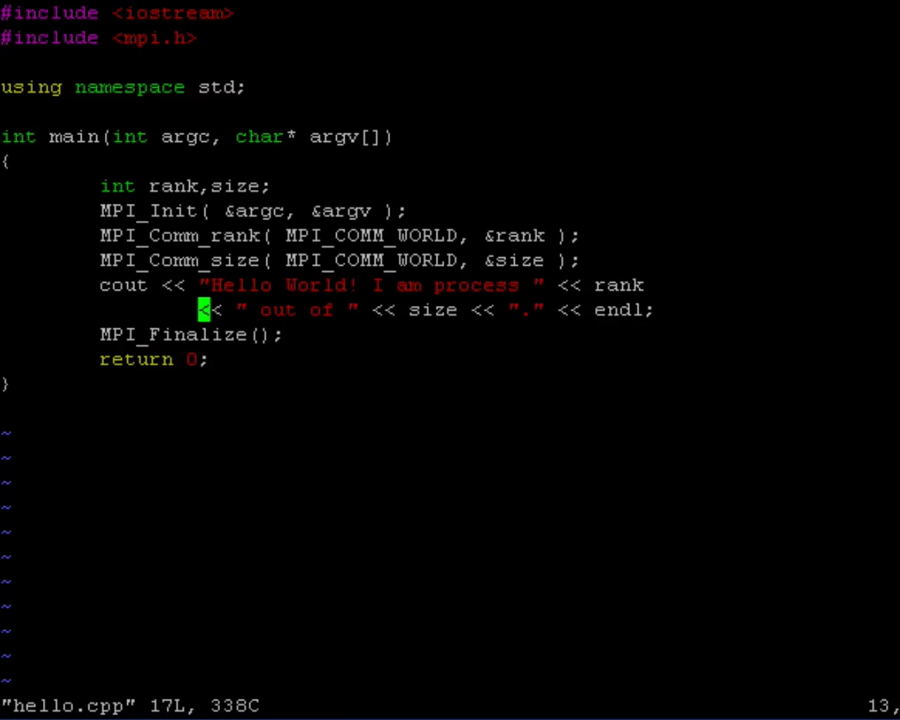 #include <iostream>
#include <mpi.h>
using namespace std;
int main(int argc, char* argv[])
{
int rank,size;
MPI_Init( &argc, &argv );
MPI_Comm_rank( MPI_COMM_WORLD, &rank );
MPI_Comm_size( MPI_COMM_WORLD, &size );
cout << "Hello World! I am process " << rank
<< " out of " << size << "." << endl;
MPI_Finalize();
return 0;
}
~
~
~
~
~
~
~
~
~
~
~
"hello.cpp" 17L, 338C 13,